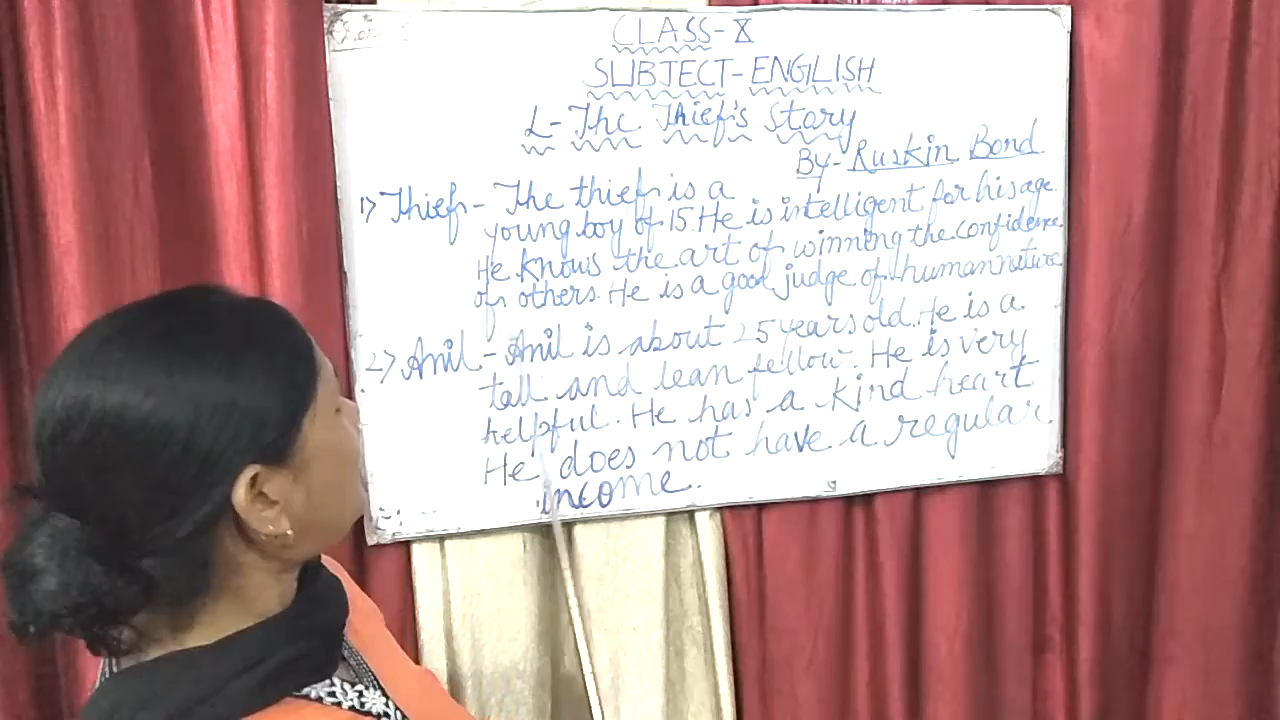 CLASS-X
SUBJECT-ENGLISH
L-The Thief's Story
By-Ruskin Bond
1) Thief - The thief is a
young boy of 15. He is intelligent for his age.
He knows the art of winning the confidence
of others. He is a good judge of human nature
2) Anil - Anil is about 25 years old. He is a
tall and lean fellow. He is very
helpful. He has a kind heart.
He does not have a regular
income.